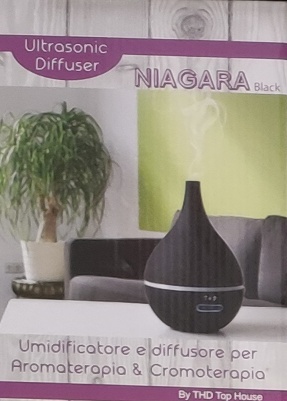 Ultrasonic
Diffuser
NIAGARA Black
Umidificatore e diffusore per
Aromaterapia & Cromoterapia
By THD Top House